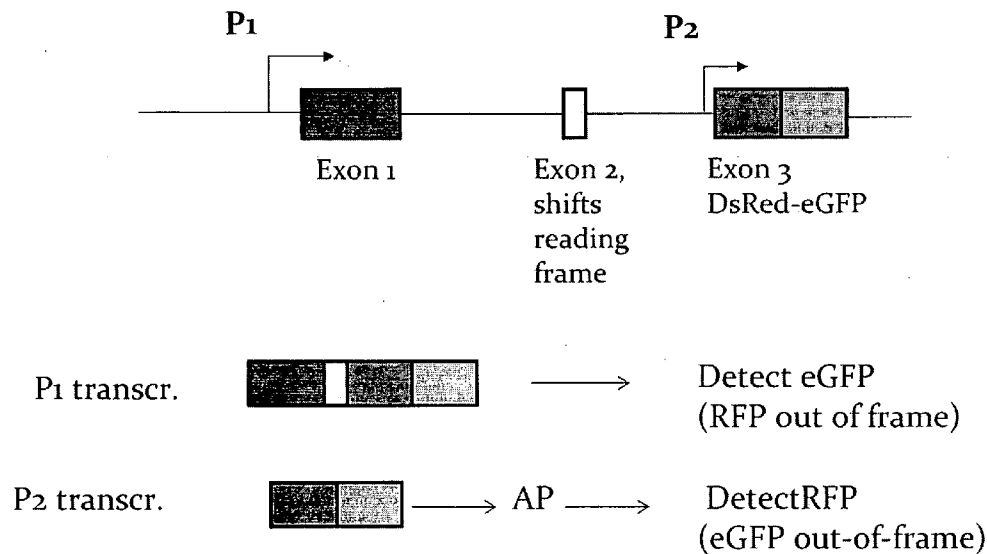 P1
P2
Exon 1
Exon 2,
shifts
reading
frame
Exon 3
DsRed-eGFP
P1 transcr.
Detect eGFP
(RFP out of frame)
P2 transcr.
AP
DetectRFP
(eGFP out-of-frame)